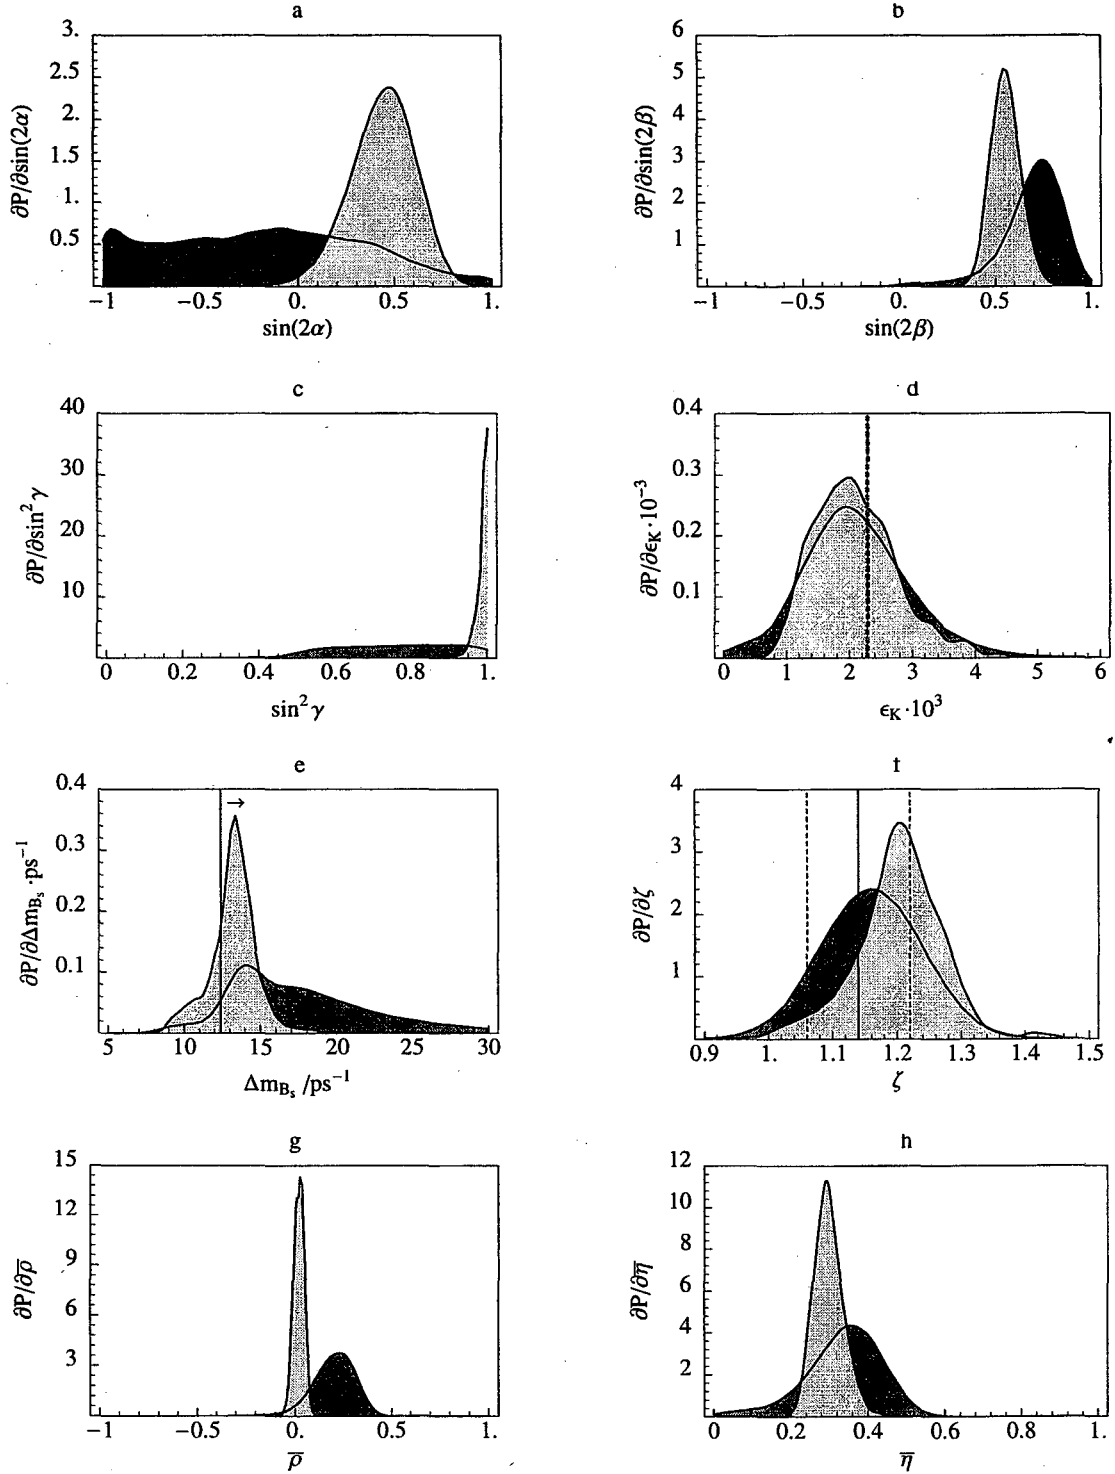 a
∂P/∂sin(2α)
3.
2.5
2.
1.5
1.
0.5
−1 −0.5 0. 0.5 1.
sin(2α)
b
∂P/∂sin(2β)
6
5
4
3
2
1
−1 −0.5 0. 0.5 1.
sin(2β)
c
∂P/∂sin²γ
40
30
20
10
0 0.2 0.4 0.6 0.8 1.
sin²γ
d
∂P/∂ϵK·10⁻³
0.4
0.3
0.2
0.1
0 1 2 3 4 5 6
ϵK·10³
e
∂P/∂ΔmBs·ps⁻¹
0.4
→
0.3
0.2
0.1
5 10 15 20 25 30
ΔmBs /ps⁻¹
f
∂P/∂ζ
4
3
2
1
0.9 1. 1.1 1.2 1.3 1.4 1.5
ζ
g
∂P/∂ρ̅
15
12
9
6
3
−1 −0.5 0. 0.5 1.
ρ̅
h
∂P/∂η̅
12
10
8
6
4
2
0 0.2 0.4 0.6 0.8 1.
η̅